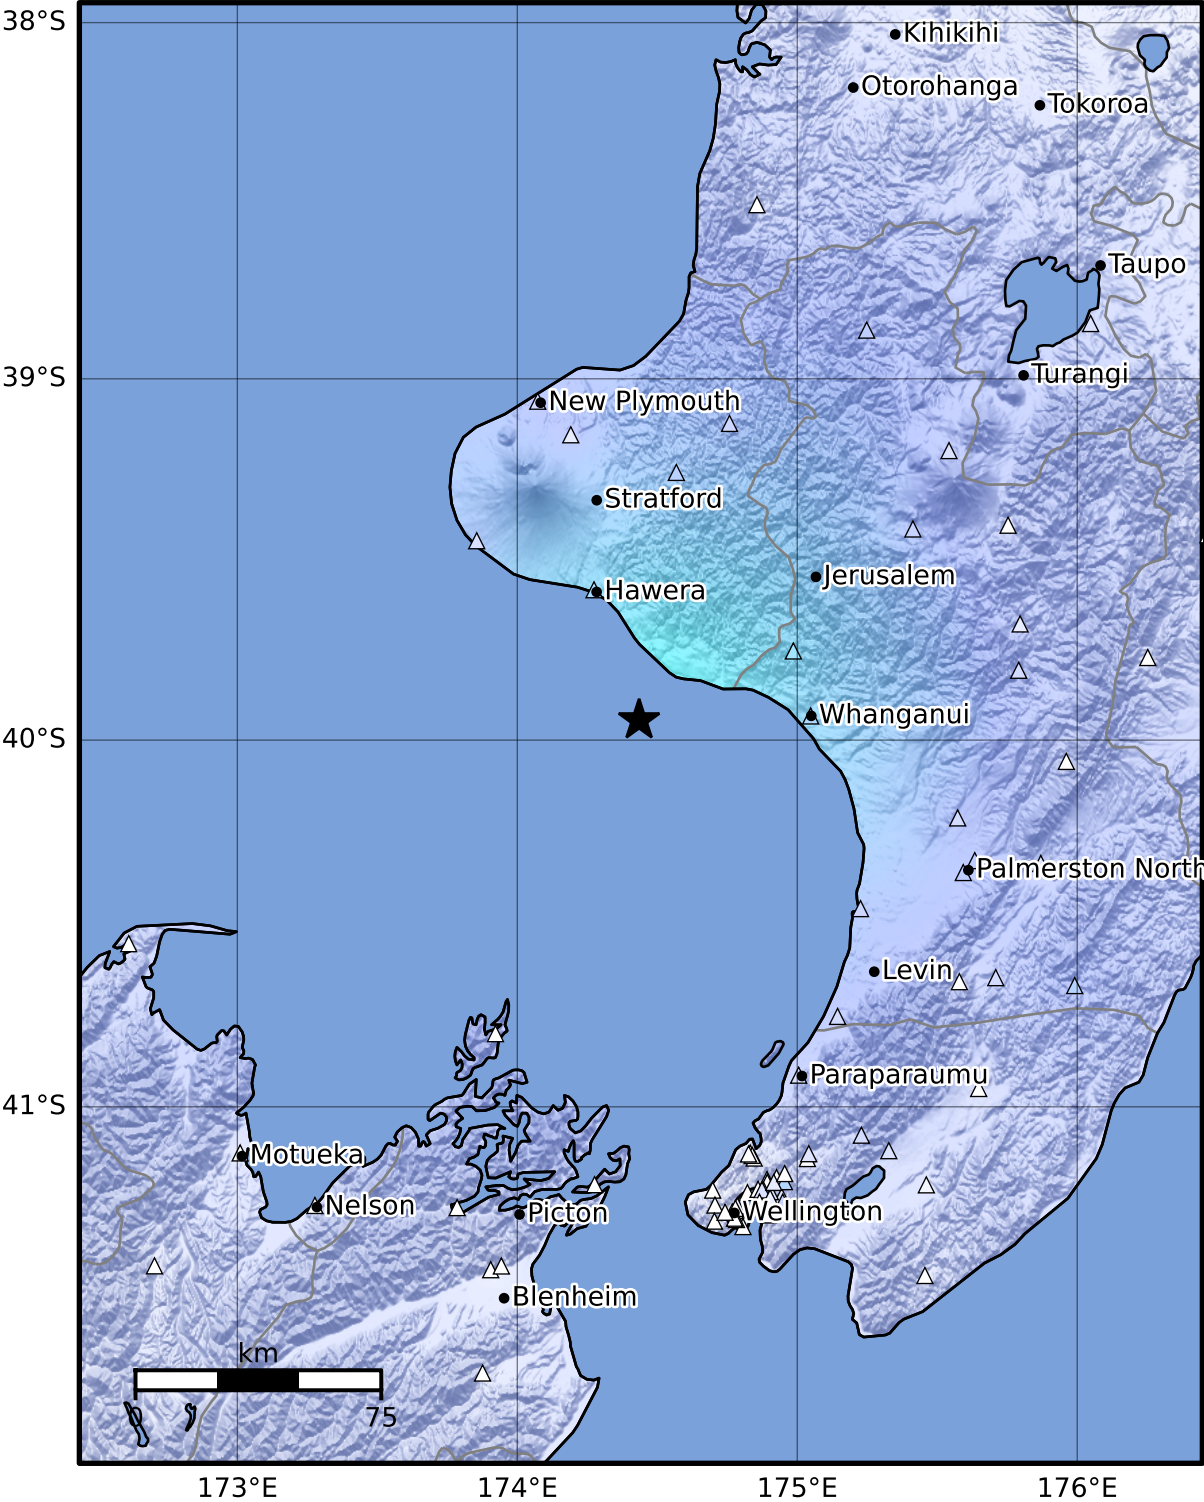 38°S
Kihikihi
Otorohanga
Tokoroa
Taupo
39°S
Turangi
New Plymouth
Stratford
Jerusalem
Hawera
Whanganui
40°S
Palmerston North
Levin
Paraparaumu
41°S
Motueka
Nelson
Picton
Wellington
Blenheim
km
0
75
173°E
174°E
175°E
176°E